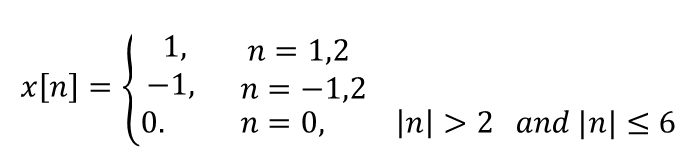 1, n = 1,2
x[n] = { −1, n = −1,2
0. n = 0, |n| > 2 and |n| ≤ 6